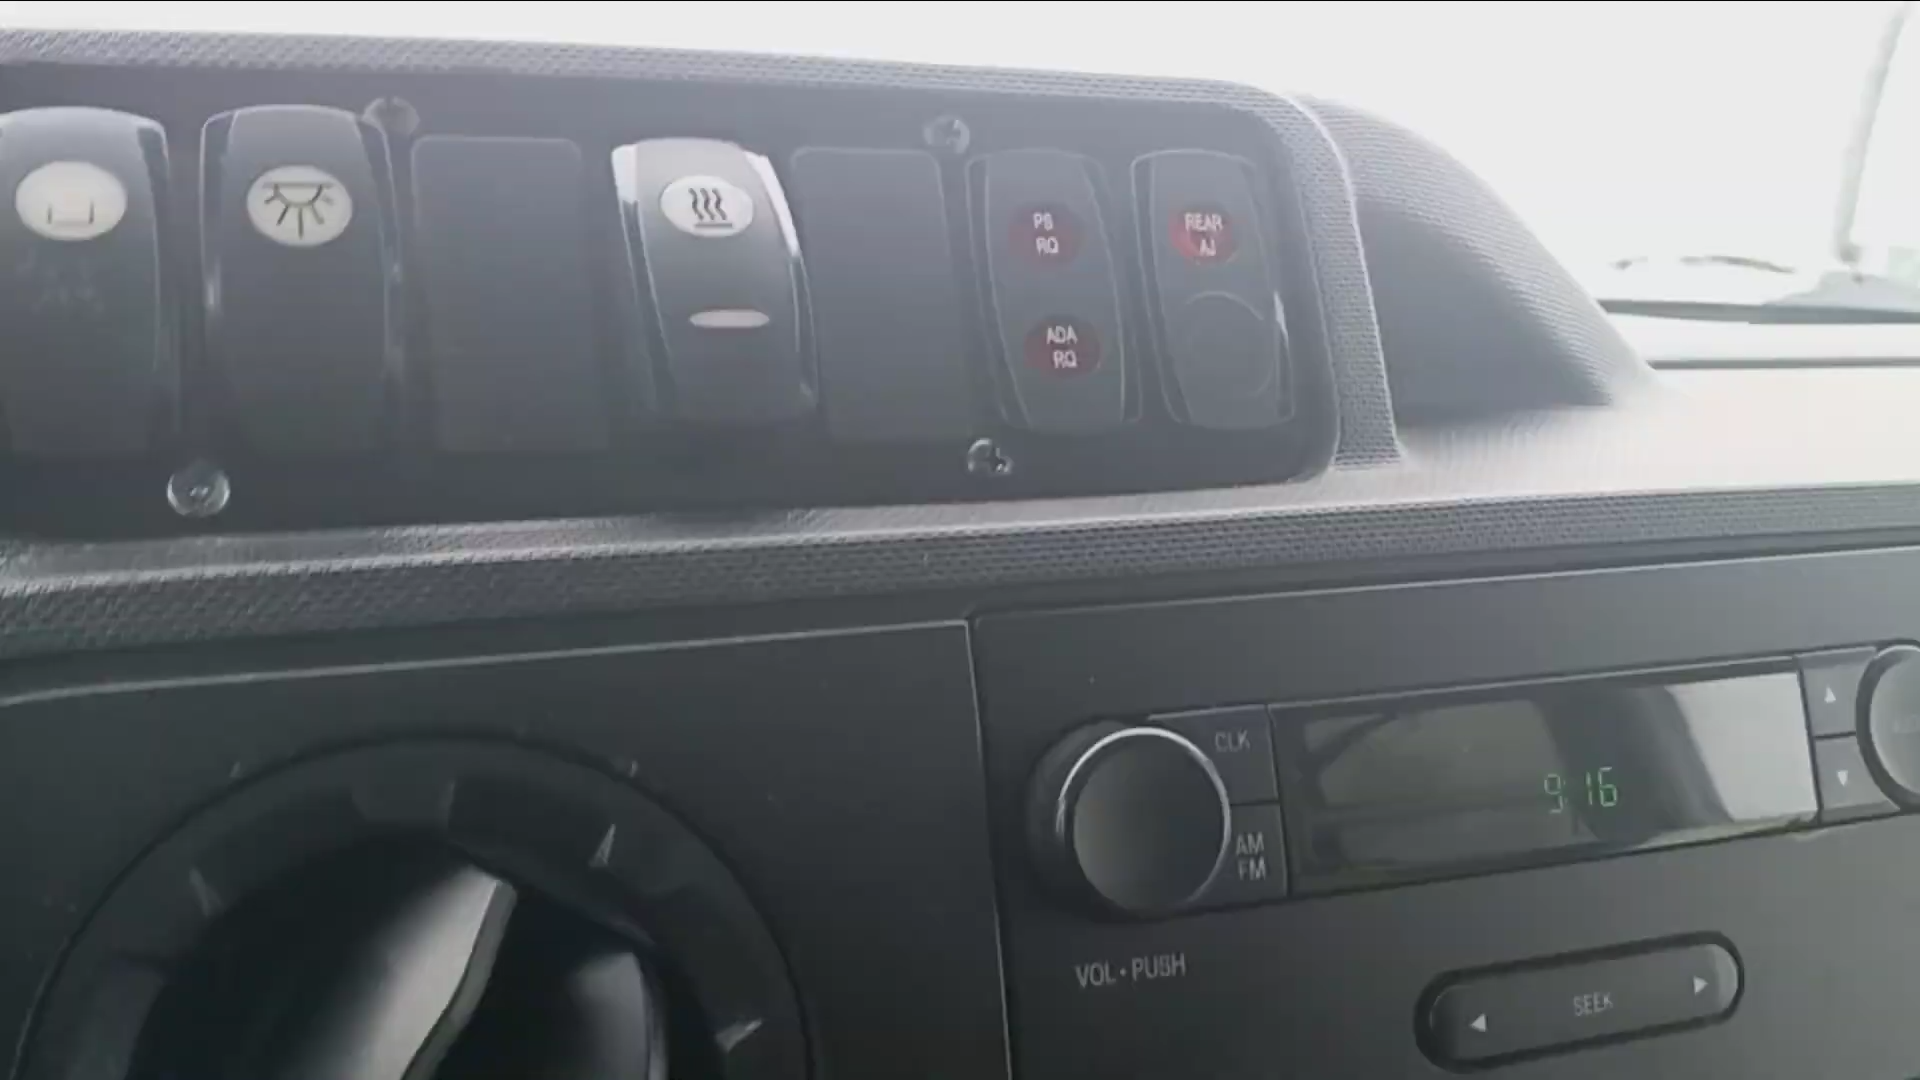 PS
RQ
ADA
RQ
REAR
AJ
CLK
AM
FM
9:16
VOL•PUSH
SEEK